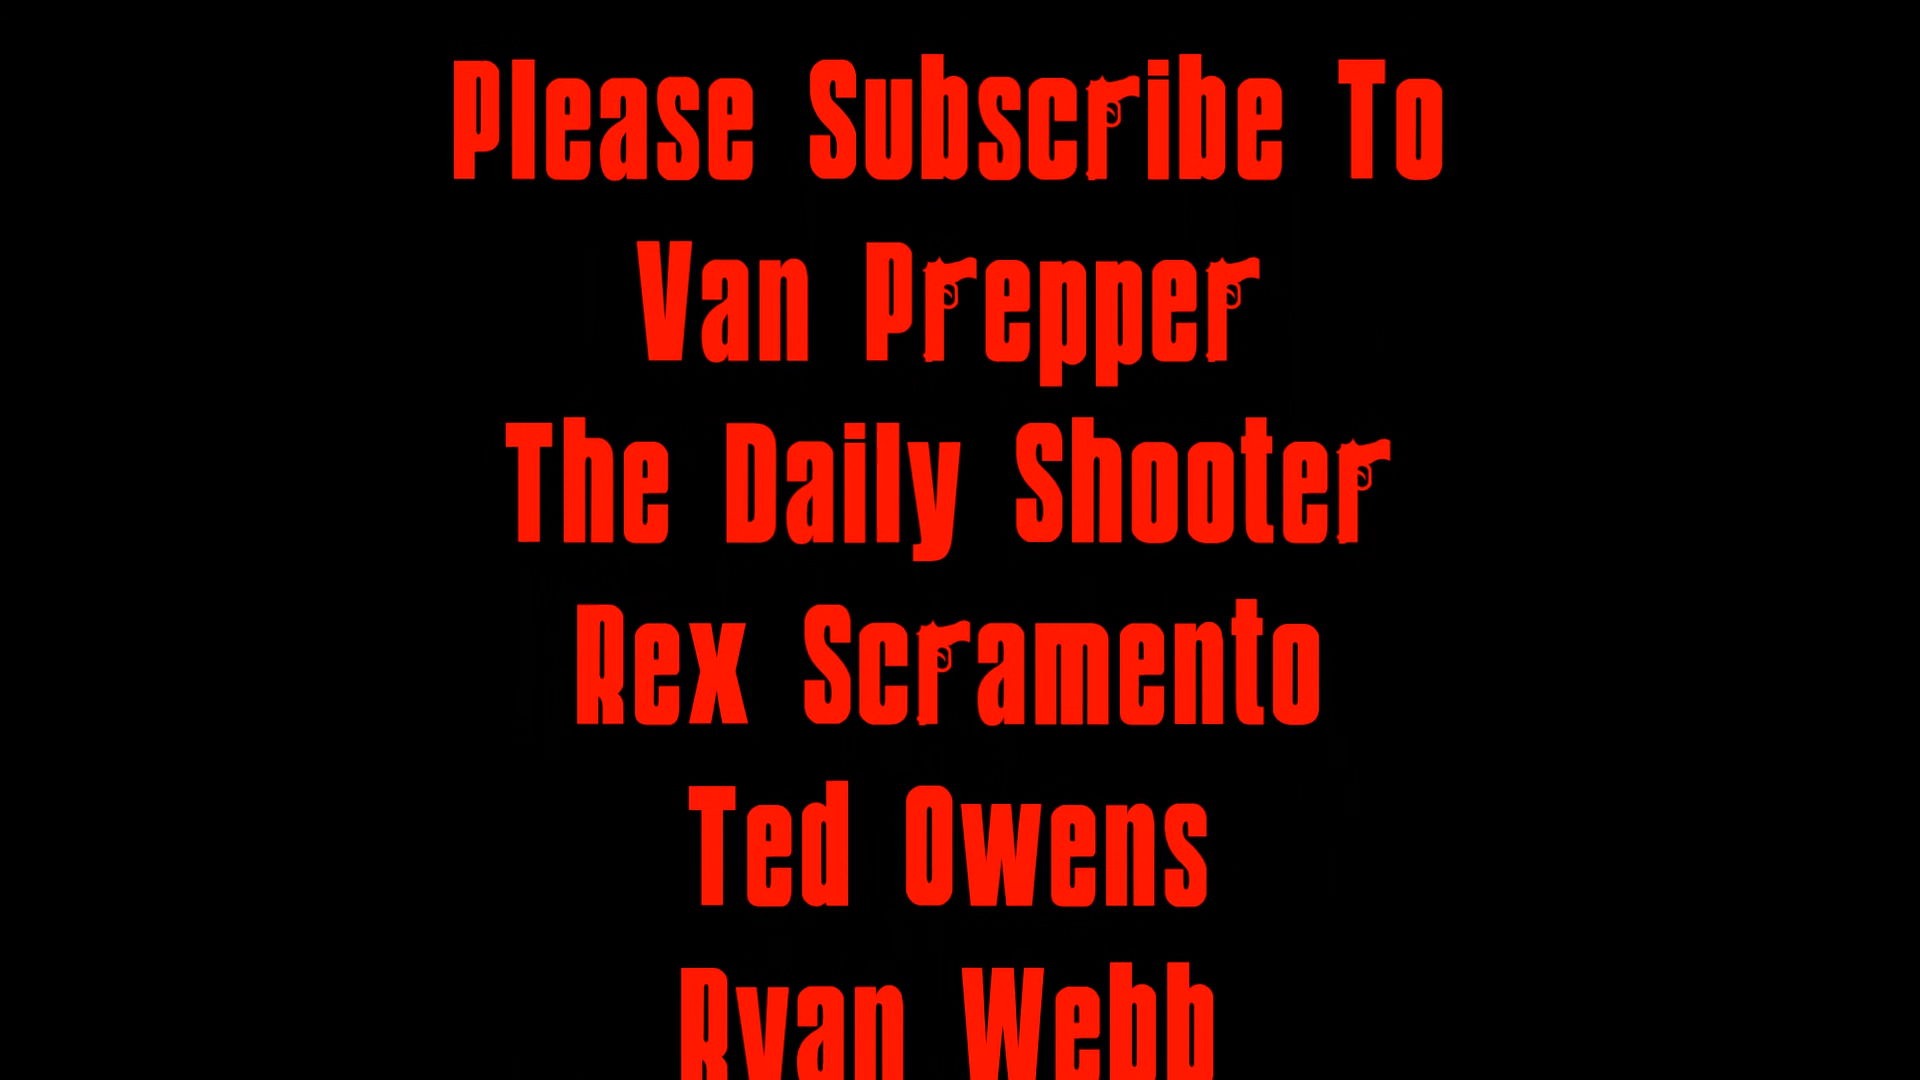 Please Subscribe To
Van Prepper
The Daily Shooter
Rex Scramento
Ted Owens
Ryan Webb